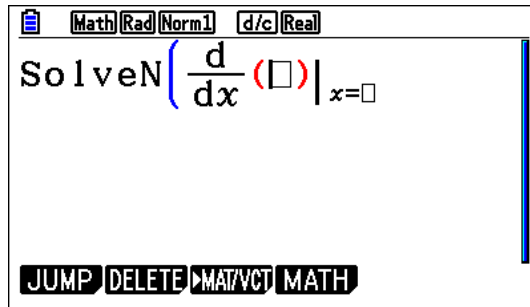 Math Rad Norm1 d/c Real
SolveN( d/dx (□)|x=□
JUMP DELETE ▶MAT/VCT MATH